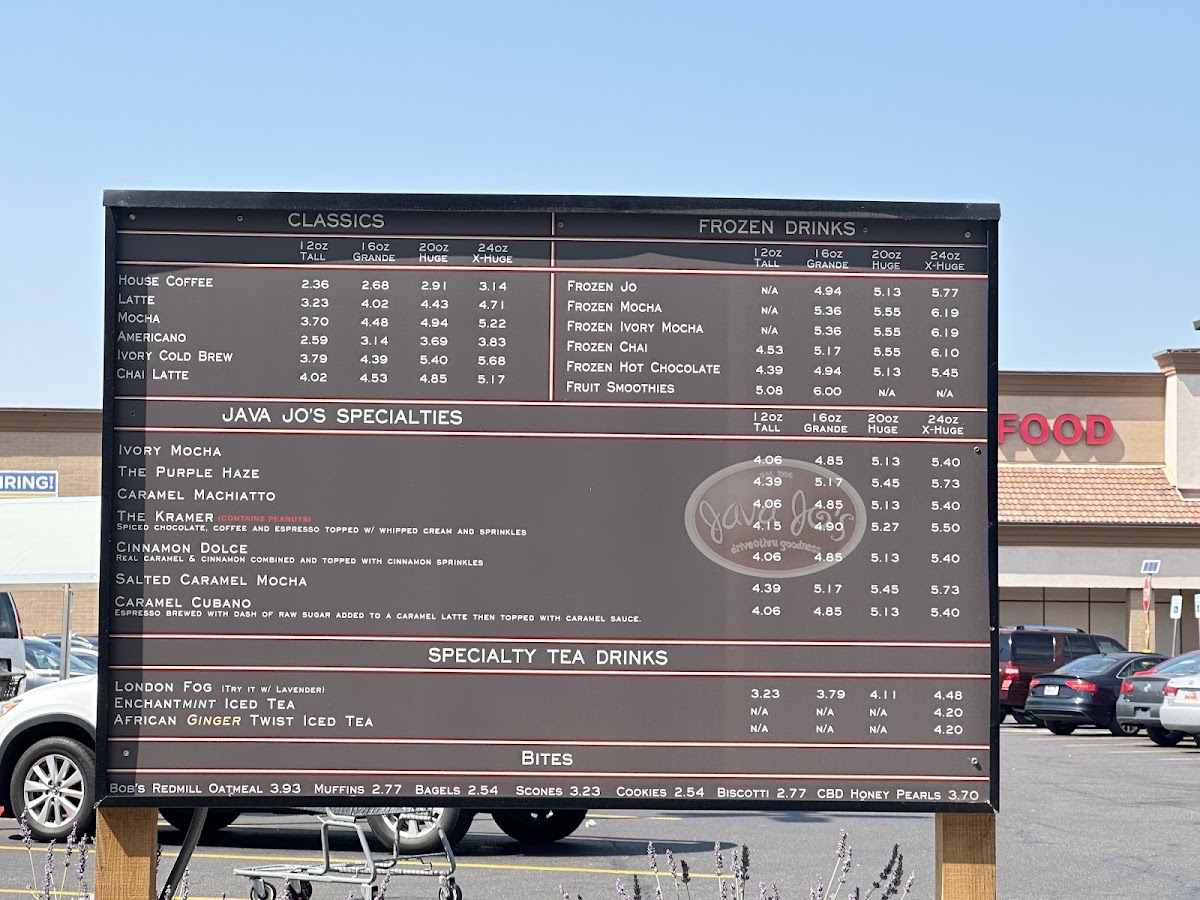 CLASSICS
12oz TALL 16oz GRANDE 20oz HUGE 24oz X-HUGE
HOUSE COFFEE 2.36 2.68 2.91 3.14
LATTE 3.23 4.02 4.43 4.71
MOCHA 3.70 4.48 4.94 5.22
AMERICANO 2.59 3.14 3.69 3.83
IVORY COLD BREW 3.79 4.39 5.40 5.68
CHAI LATTE 4.02 4.53 4.85 5.17
FROZEN DRINKS
12oz TALL 16oz GRANDE 20oz HUGE 24oz X-HUGE
FROZEN JO N/A 4.94 5.13 5.77
FROZEN MOCHA N/A 5.36 5.55 6.19
FROZEN IVORY MOCHA N/A 5.36 5.55 6.19
FROZEN CHAI 4.53 5.17 5.55 6.10
FROZEN HOT CHOCOLATE 4.39 4.94 5.13 5.45
FRUIT SMOOTHIES 5.08 6.00 N/A N/A
JAVA JO'S SPECIALTIES
12oz TALL 16oz GRANDE 20oz HUGE 24oz X-HUGE
IVORY MOCHA 4.06 4.85 5.13 5.40
THE PURPLE HAZE 4.39 5.17 5.45 5.73
CARAMEL MACHIATTO 4.06 4.85 5.13 5.40
THE KRAMER (CONTAINS PEANUTS) 4.15 4.90 5.27 5.50
SPICED CHOCOLATE, COFFEE AND ESPRESSO TOPPED W/ WHIPPED CREAM AND SPRINKLES
CINNAMON DOLCE 4.06 4.85 5.13 5.40
REAL CARAMEL & CINNAMON COMBINED AND TOPPED WITH CINNAMON SPRINKLES
SALTED CARAMEL MOCHA 4.39 5.17 5.45 5.73
CARAMEL CUBANO 4.06 4.85 5.13 5.40
ESPRESSO BREWED WITH DASH OF RAW SUGAR ADDED TO A CARAMEL LATTE THEN TOPPED WITH CARAMEL SAUCE.
Java Jo's
drive thru goodness
SPECIALTY TEA DRINKS
LONDON FOG (TRY IT W/ LAVENDER) 3.23 3.79 4.11 4.48
ENCHANTMINT ICED TEA N/A N/A N/A 4.20
AFRICAN GINGER TWIST ICED TEA N/A N/A N/A 4.20
BITES
BOB'S REDMILL OATMEAL 3.93 MUFFINS 2.77 BAGELS 2.54 SCONES 3.23 COOKIES 2.54 BISCOTTI 2.77 CBD HONEY PEARLS 3.70
FOOD
IRING!